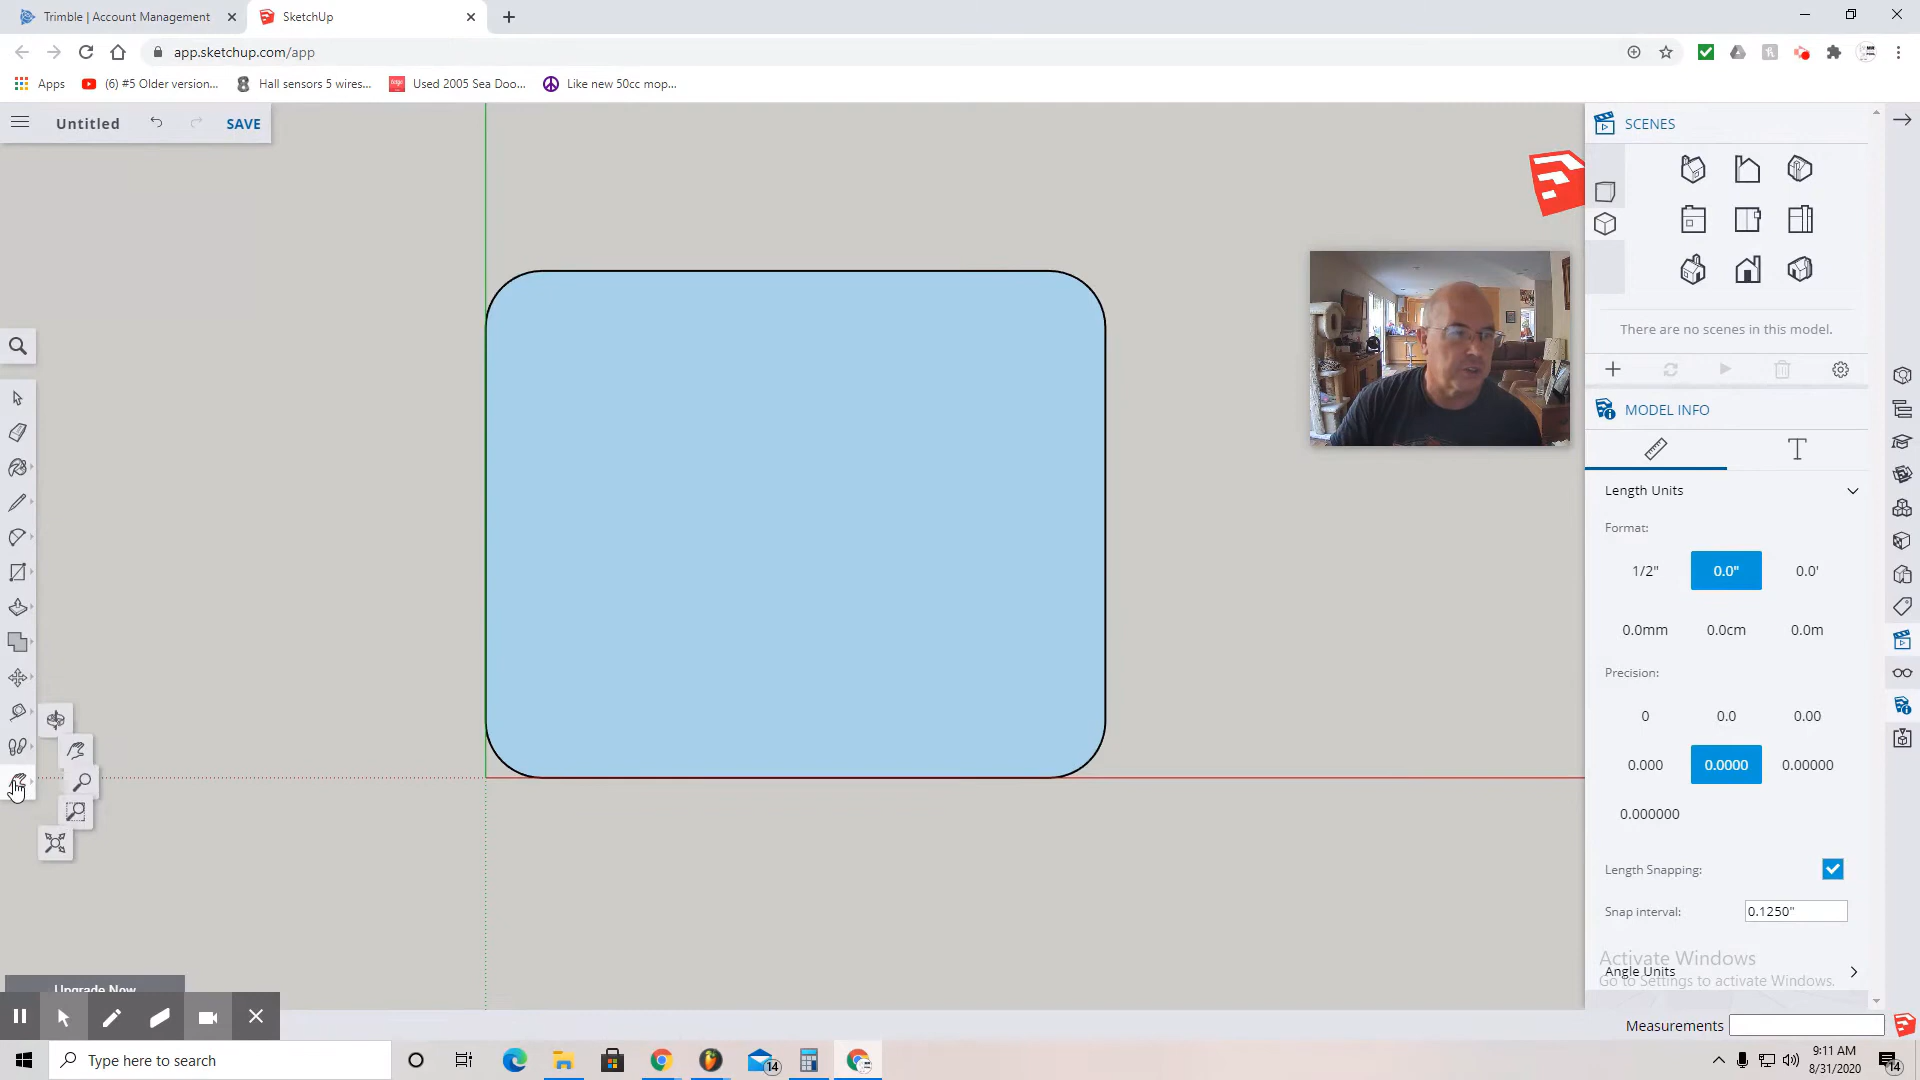 Trimble | Account Management
SketchUp
app.sketchup.com/app
Apps
(6) #5 Older version...
Hall sensors 5 wires...
Used 2005 Sea Doo...
Like new 50cc mop...
Untitled
SAVE
SCENES
There are no scenes in this model.
MODEL INFO
Length Units
Format:
1/2"
0.0"
0.0'
0.0mm
0.0cm
0.0m
Precision:
0
0.0
0.00
0.000
0.0000
0.00000
0.000000
Length Snapping:
Snap interval:
0.1250"
Activate Windows
Angle Units
Go to Settings to activate Windows.
Upgrade Now
Measurements
Type here to search
14
9:11 AM
8/31/2020
14